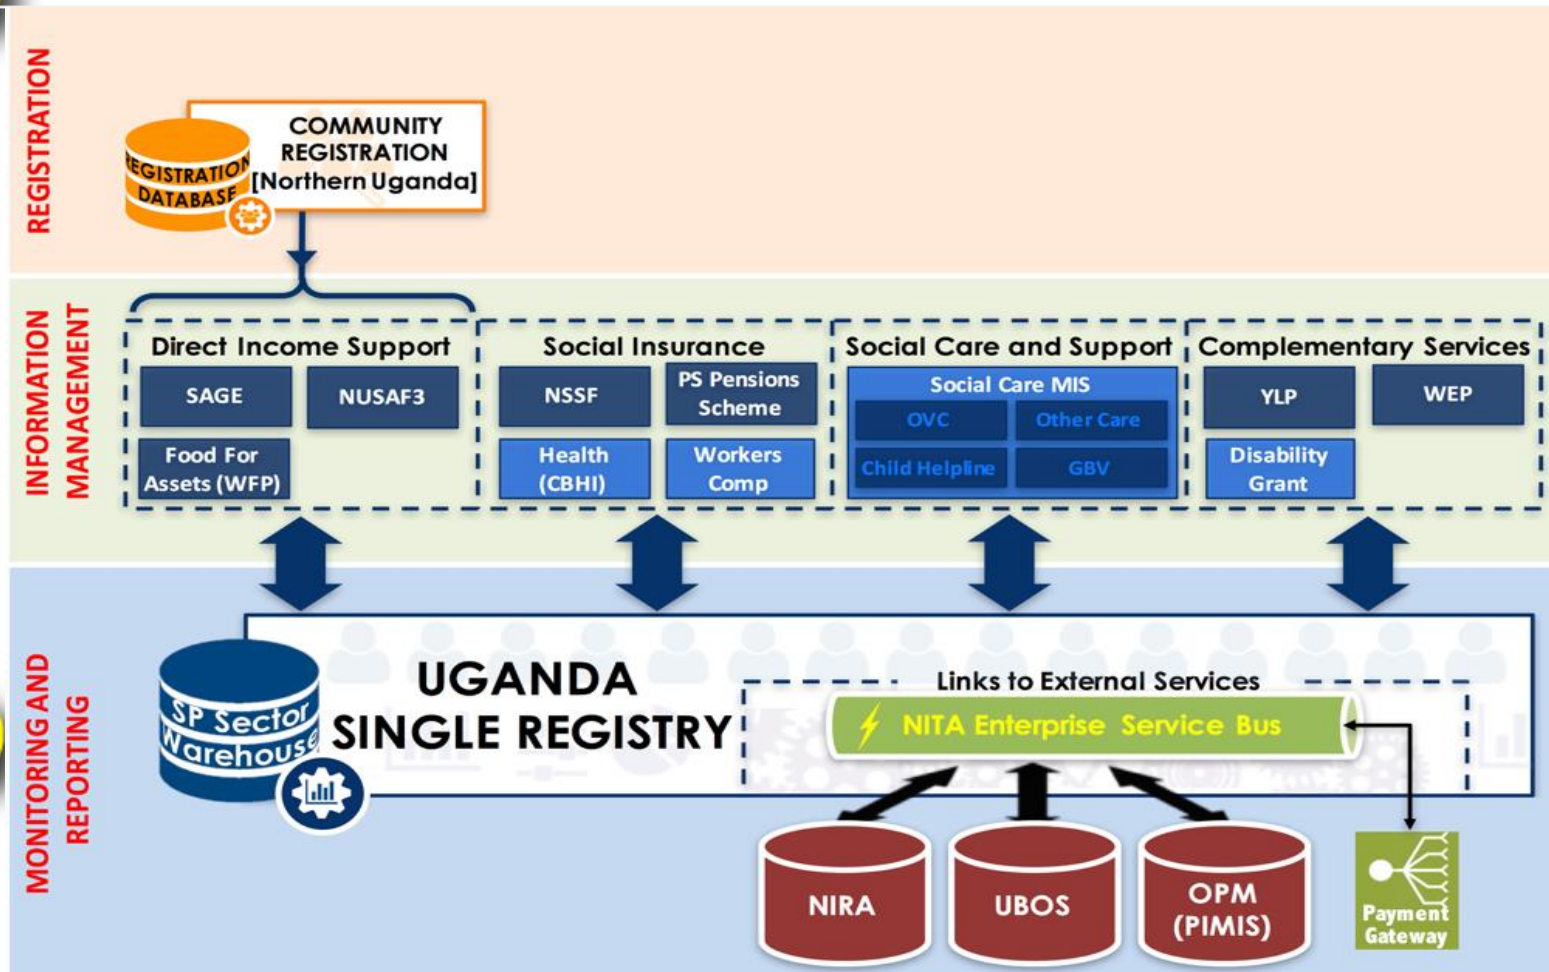 REGISTRATION
COMMUNITY
REGISTRATION
[Northern Uganda]
REGISTRATION
DATABASE
INFORMATION
MANAGEMENT
Direct Income Support
SAGE
NUSAF3
Food For
Assets (WFP)
Social Insurance
NSSF
PS Pensions
Scheme
Health
(CBHI)
Workers
Comp
Social Care and Support
Social Care MIS
OVC
Other Care
Child Helpline
GBV
Complementary Services
YLP
WEP
Disability
Grant
MONITORING AND
REPORTING
SP Sector
Warehouse
UGANDA
SINGLE REGISTRY
Links to External Services
NITA Enterprise Service Bus
NIRA
UBOS
OPM
(PIMIS)
Payment
Gateway